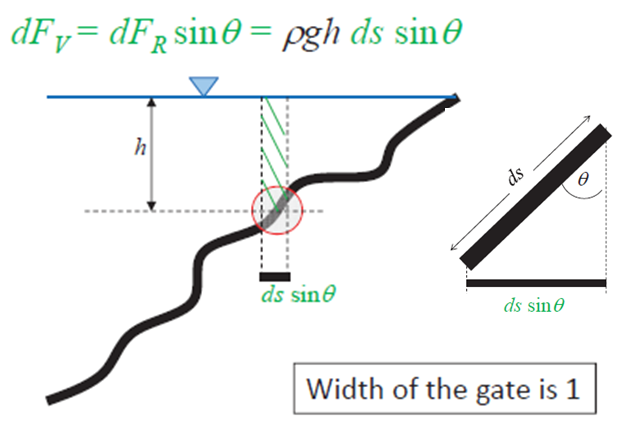 dF_V = dF_R sinθ = ρgh ds sinθ
h
ds
θ
ds sinθ
ds sinθ
Width of the gate is 1